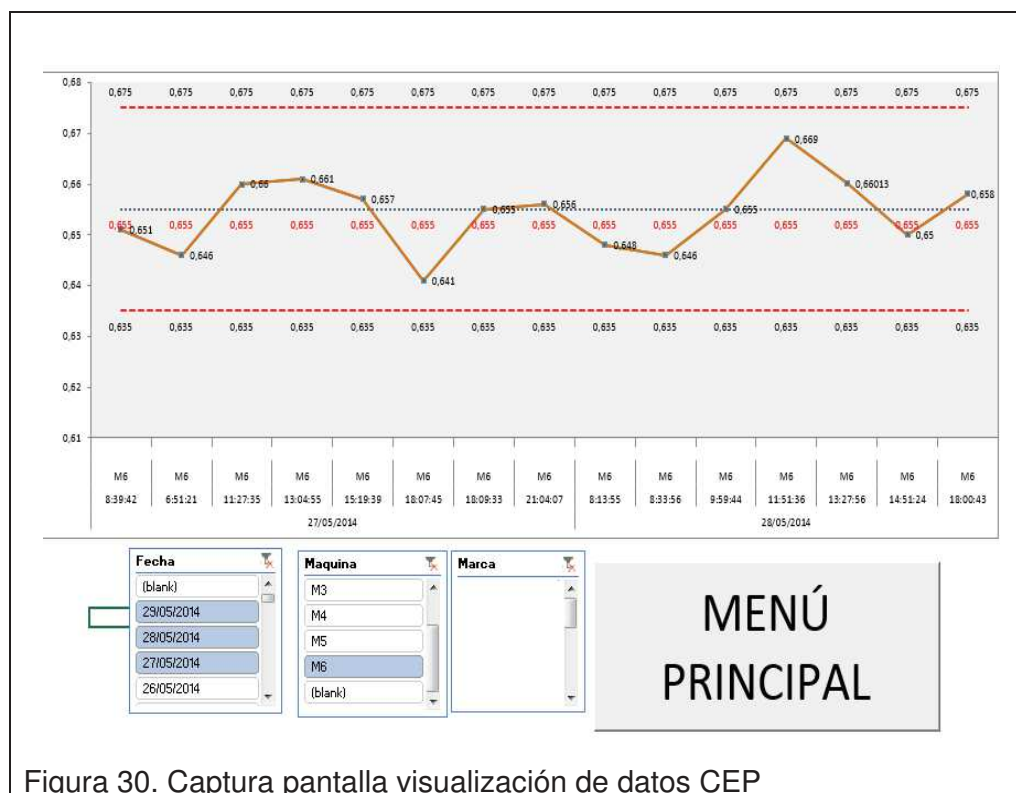 0,68
0,675 0,675 0,675 0,675 0,675 0,675 0,675 0,675 0,675 0,675 0,675 0,675 0,675 0,675 0,675
0,67
0,669
0,66
0,66 0,661 0,657 0,656 0,66013 0,658
0,655 0,655
0,655 0,655 0,655 0,655 0,655 0,655 0,655 0,655 0,655 0,655 0,655 0,655 0,655 0,655 0,655
0,65
0,651 0,646 0,648 0,646 0,65
0,64
0,641
0,635 0,635 0,635 0,635 0,635 0,635 0,635 0,635 0,635 0,635 0,635 0,635 0,635 0,635 0,635
0,63
0,62
0,61
M6 M6 M6 M6 M6 M6 M6 M6 M6 M6 M6 M6 M6 M6 M6
8:39:42 6:51:21 11:27:35 13:04:55 15:19:39 18:07:45 18:09:33 21:04:07 8:13:55 8:33:56 9:59:44 11:51:36 13:27:56 14:51:24 18:00:43
27/05/2014 28/05/2014
Fecha
(blank)
29/05/2014
28/05/2014
27/05/2014
26/05/2014
Maquina
M3
M4
M5
M6
(blank)
Marca
MENÚ
PRINCIPAL
Figura 30. Captura pantalla visualización de datos CEP